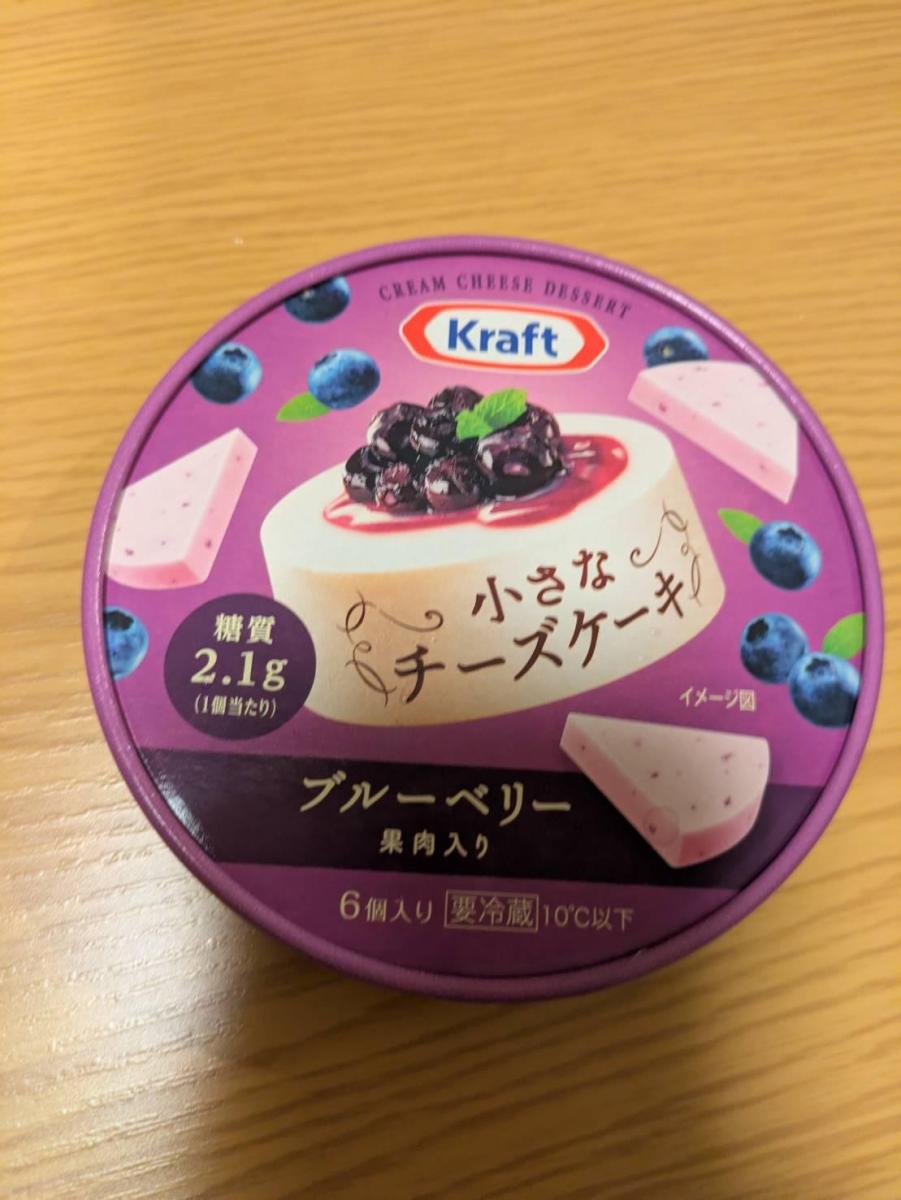 CREAM CHEESE DESSERT
Kraft
小さな
チーズケーキ
糖質
2.1g
(1個当たり)
イメージ図
ブルーベリー
果肉入り
6個入り 要冷蔵 10℃以下